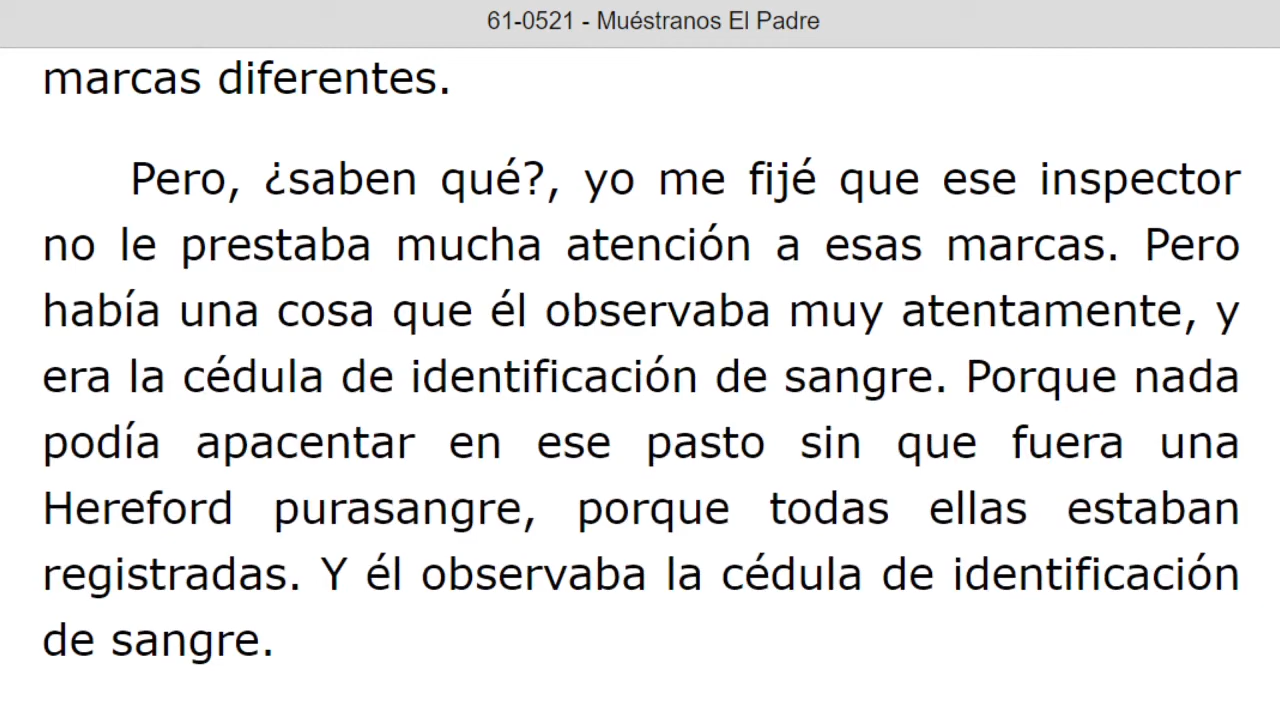 61-0521 - Muéstranos El Padre
marcas diferentes.
Pero, ¿saben qué?, yo me fijé que ese inspector
no le prestaba mucha atención a esas marcas. Pero
había una cosa que él observaba muy atentamente, y
era la cédula de identificación de sangre. Porque nada
podía apacentar en ese pasto sin que fuera una
Hereford purasangre, porque todas ellas estaban
registradas. Y él observaba la cédula de identificación
de sangre.